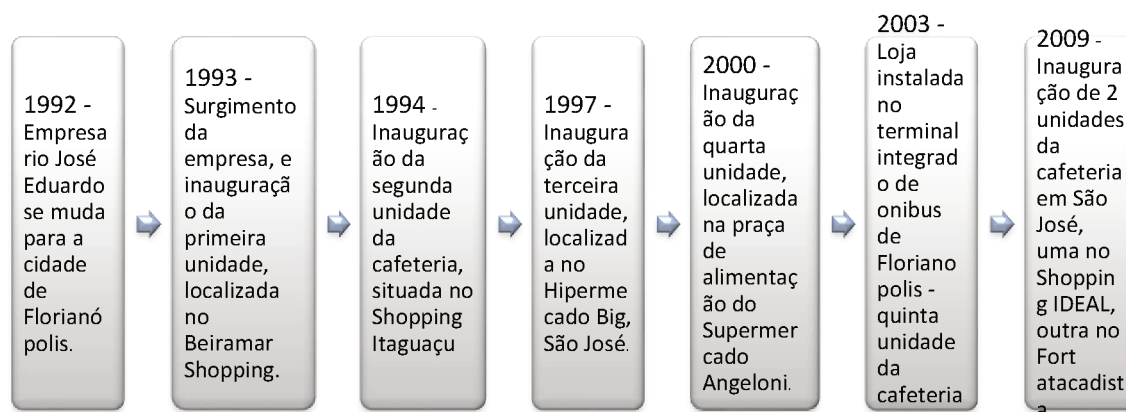 1992 -
Empresa
rio José
Eduardo
se muda
para a
cidade
de
Florianó
polis.
1993 -
Surgimento
da
empresa, e
inauguraçã
o da
primeira
unidade,
localizada
no
Beiramar
Shopping.
1994 -
Inauguraç
ão da
segunda
unidade
da
cafeteria,
situada no
Shopping
Itaguaçu
1997 -
Inaugura
ção da
terceira
unidade,
localizad
a no
Hiperme
cado Big,
São José.
2000 -
Inauguraç
ão da
quarta
unidade,
localizada
na praça
de
alimentaç
ão do
Supermer
cado
Angeloni.
2003 -
Loja
instalada
no
terminal
integrad
o de
onibus
de
Floriano
polis -
quinta
unidade
da
cafeteria
2009 -
Inaugura
ção de 2
unidades
da
cafeteria
em São
José,
uma no
Shoppin
g IDEAL,
outra no
Fort
atacadist
a